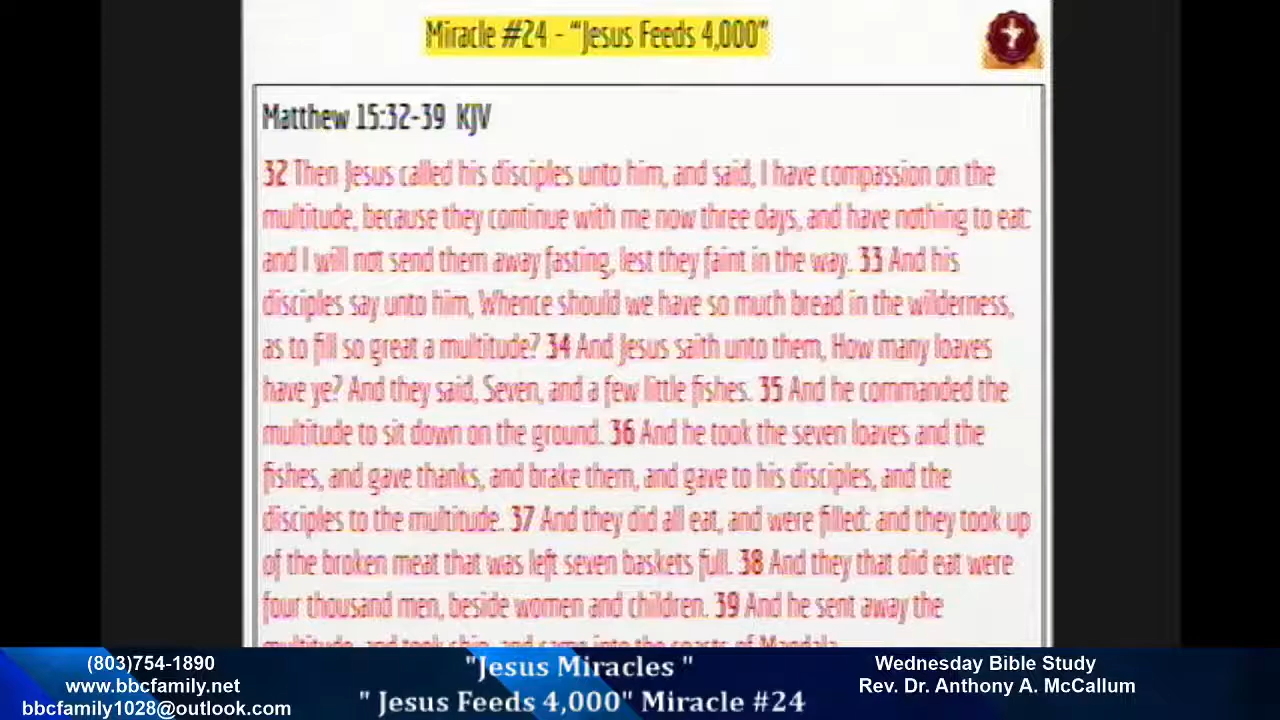 Miracle #24 - “Jesus Feeds 4,000”
Matthew 15:32-39 KJV
32 Then Jesus called his disciples unto him, and said, I have compassion on the
multitude, because they continue with me now three days, and have nothing to eat:
and I will not send them away fasting, lest they faint in the way. 33 And his
disciples say unto him, Whence should we have so much bread in the wilderness,
as to fill so great a multitude? 34 And Jesus saith unto them, How many loaves
have ye? And they said, Seven, and a few little fishes. 35 And he commanded the
multitude to sit down on the ground. 36 And he took the seven loaves and the
fishes, and gave thanks, and brake them, and gave to his disciples, and the
disciples to the multitude. 37 And they did all eat, and were filled: and they took up
of the broken meat that was left seven baskets full. 38 And they that did eat were
four thousand men, beside women and children. 39 And he sent away the
multitude, and took ship, and came into the coasts of
(803)754-1890
www.bbcfamily.net
bbcfamily1028@outlook.com
"Jesus Miracles "
" Jesus Feeds 4,000" Miracle #24
Wednesday Bible Study
Rev. Dr. Anthony A. McCallum